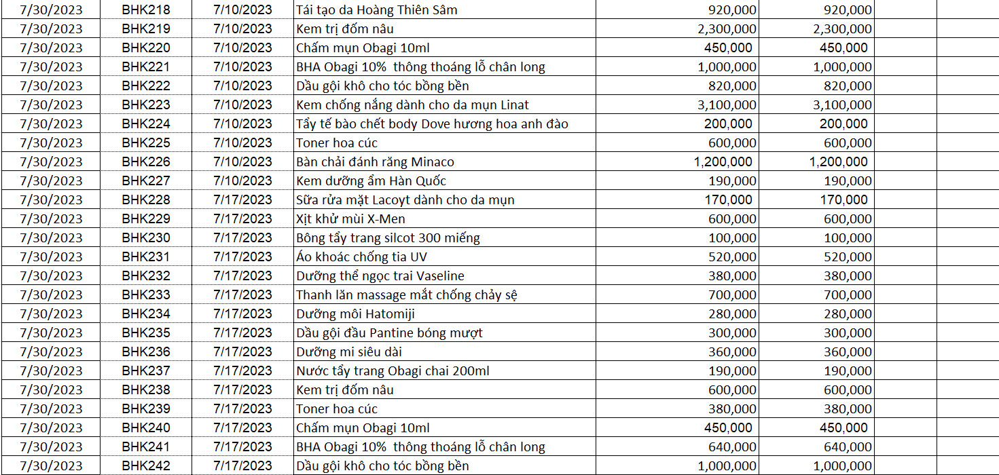 7/30/2023 BHK218 7/10/2023 Tái tạo da Hoàng Thiên Sâm 920,000 920,000
7/30/2023 BHK219 7/10/2023 Kem trị đốm nâu 2,300,000 2,300,000
7/30/2023 BHK220 7/10/2023 Chấm mụn Obagi 10ml 450,000 450,000
7/30/2023 BHK221 7/10/2023 BHA Obagi 10%  thông thoáng lỗ chân long 1,000,000 1,000,000
7/30/2023 BHK222 7/10/2023 Dầu gội khô cho tóc bồng bền 820,000 820,000
7/30/2023 BHK223 7/10/2023 Kem chống nắng dành cho da mụn Linat 3,100,000 3,100,000
7/30/2023 BHK224 7/10/2023 Tẩy tế bào chết body Dove hương hoa anh đào 200,000 200,000
7/30/2023 BHK225 7/10/2023 Toner hoa cúc 600,000 600,000
7/30/2023 BHK226 7/10/2023 Bàn chải đánh răng Minaco 1,200,000 1,200,000
7/30/2023 BHK227 7/10/2023 Kem dưỡng ẩm Hàn Quốc 190,000 190,000
7/30/2023 BHK228 7/17/2023 Sữa rửa mặt Lacoyt dành cho da mụn 170,000 170,000
7/30/2023 BHK229 7/17/2023 Xịt khử mùi X-Men 600,000 600,000
7/30/2023 BHK230 7/17/2023 Bông tẩy trang silcot 300 miếng 100,000 100,000
7/30/2023 BHK231 7/17/2023 Áo khoác chống tia UV 520,000 520,000
7/30/2023 BHK232 7/17/2023 Dưỡng thể ngọc trai Vaseline 380,000 380,000
7/30/2023 BHK233 7/17/2023 Thanh lăn massage mắt chống chảy sệ 700,000 700,000
7/30/2023 BHK234 7/17/2023 Dưỡng môi Hatomiji 280,000 280,000
7/30/2023 BHK235 7/17/2023 Dầu gội đầu Pantine bóng mượt 300,000 300,000
7/30/2023 BHK236 7/17/2023 Dưỡng mi siêu dài 360,000 360,000
7/30/2023 BHK237 7/17/2023 Nước tẩy trang Obagi chai 200ml 190,000 190,000
7/30/2023 BHK238 7/17/2023 Kem trị đốm nâu 600,000 600,000
7/30/2023 BHK239 7/17/2023 Toner hoa cúc 380,000 380,000
7/30/2023 BHK240 7/17/2023 Chấm mụn Obagi 10ml 450,000 450,000
7/30/2023 BHK241 7/17/2023 BHA Obagi 10%  thông thoáng lỗ chân long 640,000 640,000
7/30/2023 BHK242 7/17/2023 Dầu gội khô cho tóc bồng bền 1,000,000 1,000,000